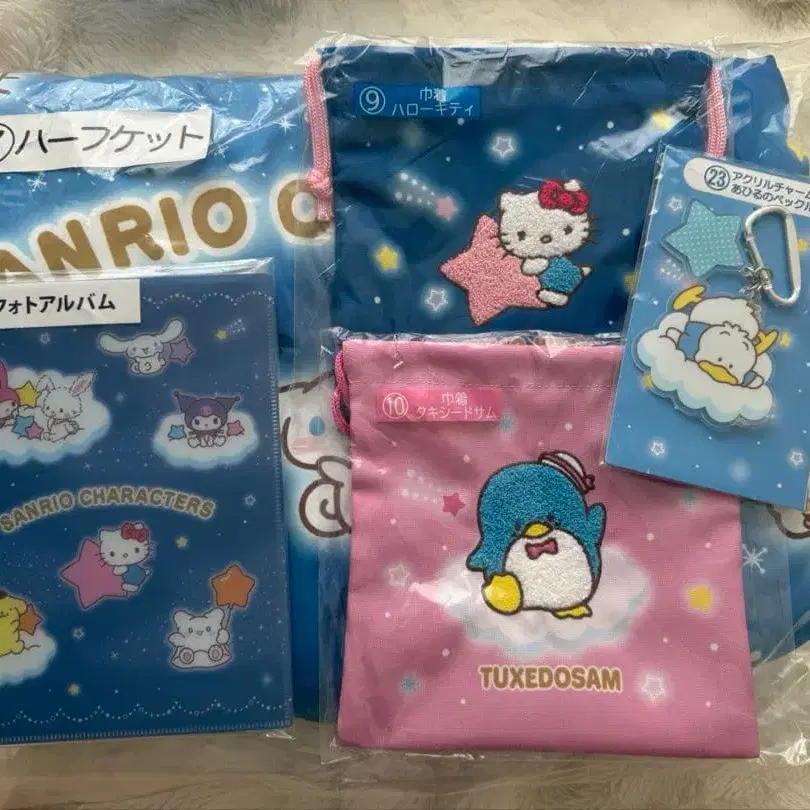 ハーフケット
SANRIO C
⑨ 巾着
ハローキティ
㉓ アクリルチャーム
あひるのペックル
フォトアルバム
⑩ 巾着
タキシードサム
SANRIO CHARACTERS
TUXEDOSAM